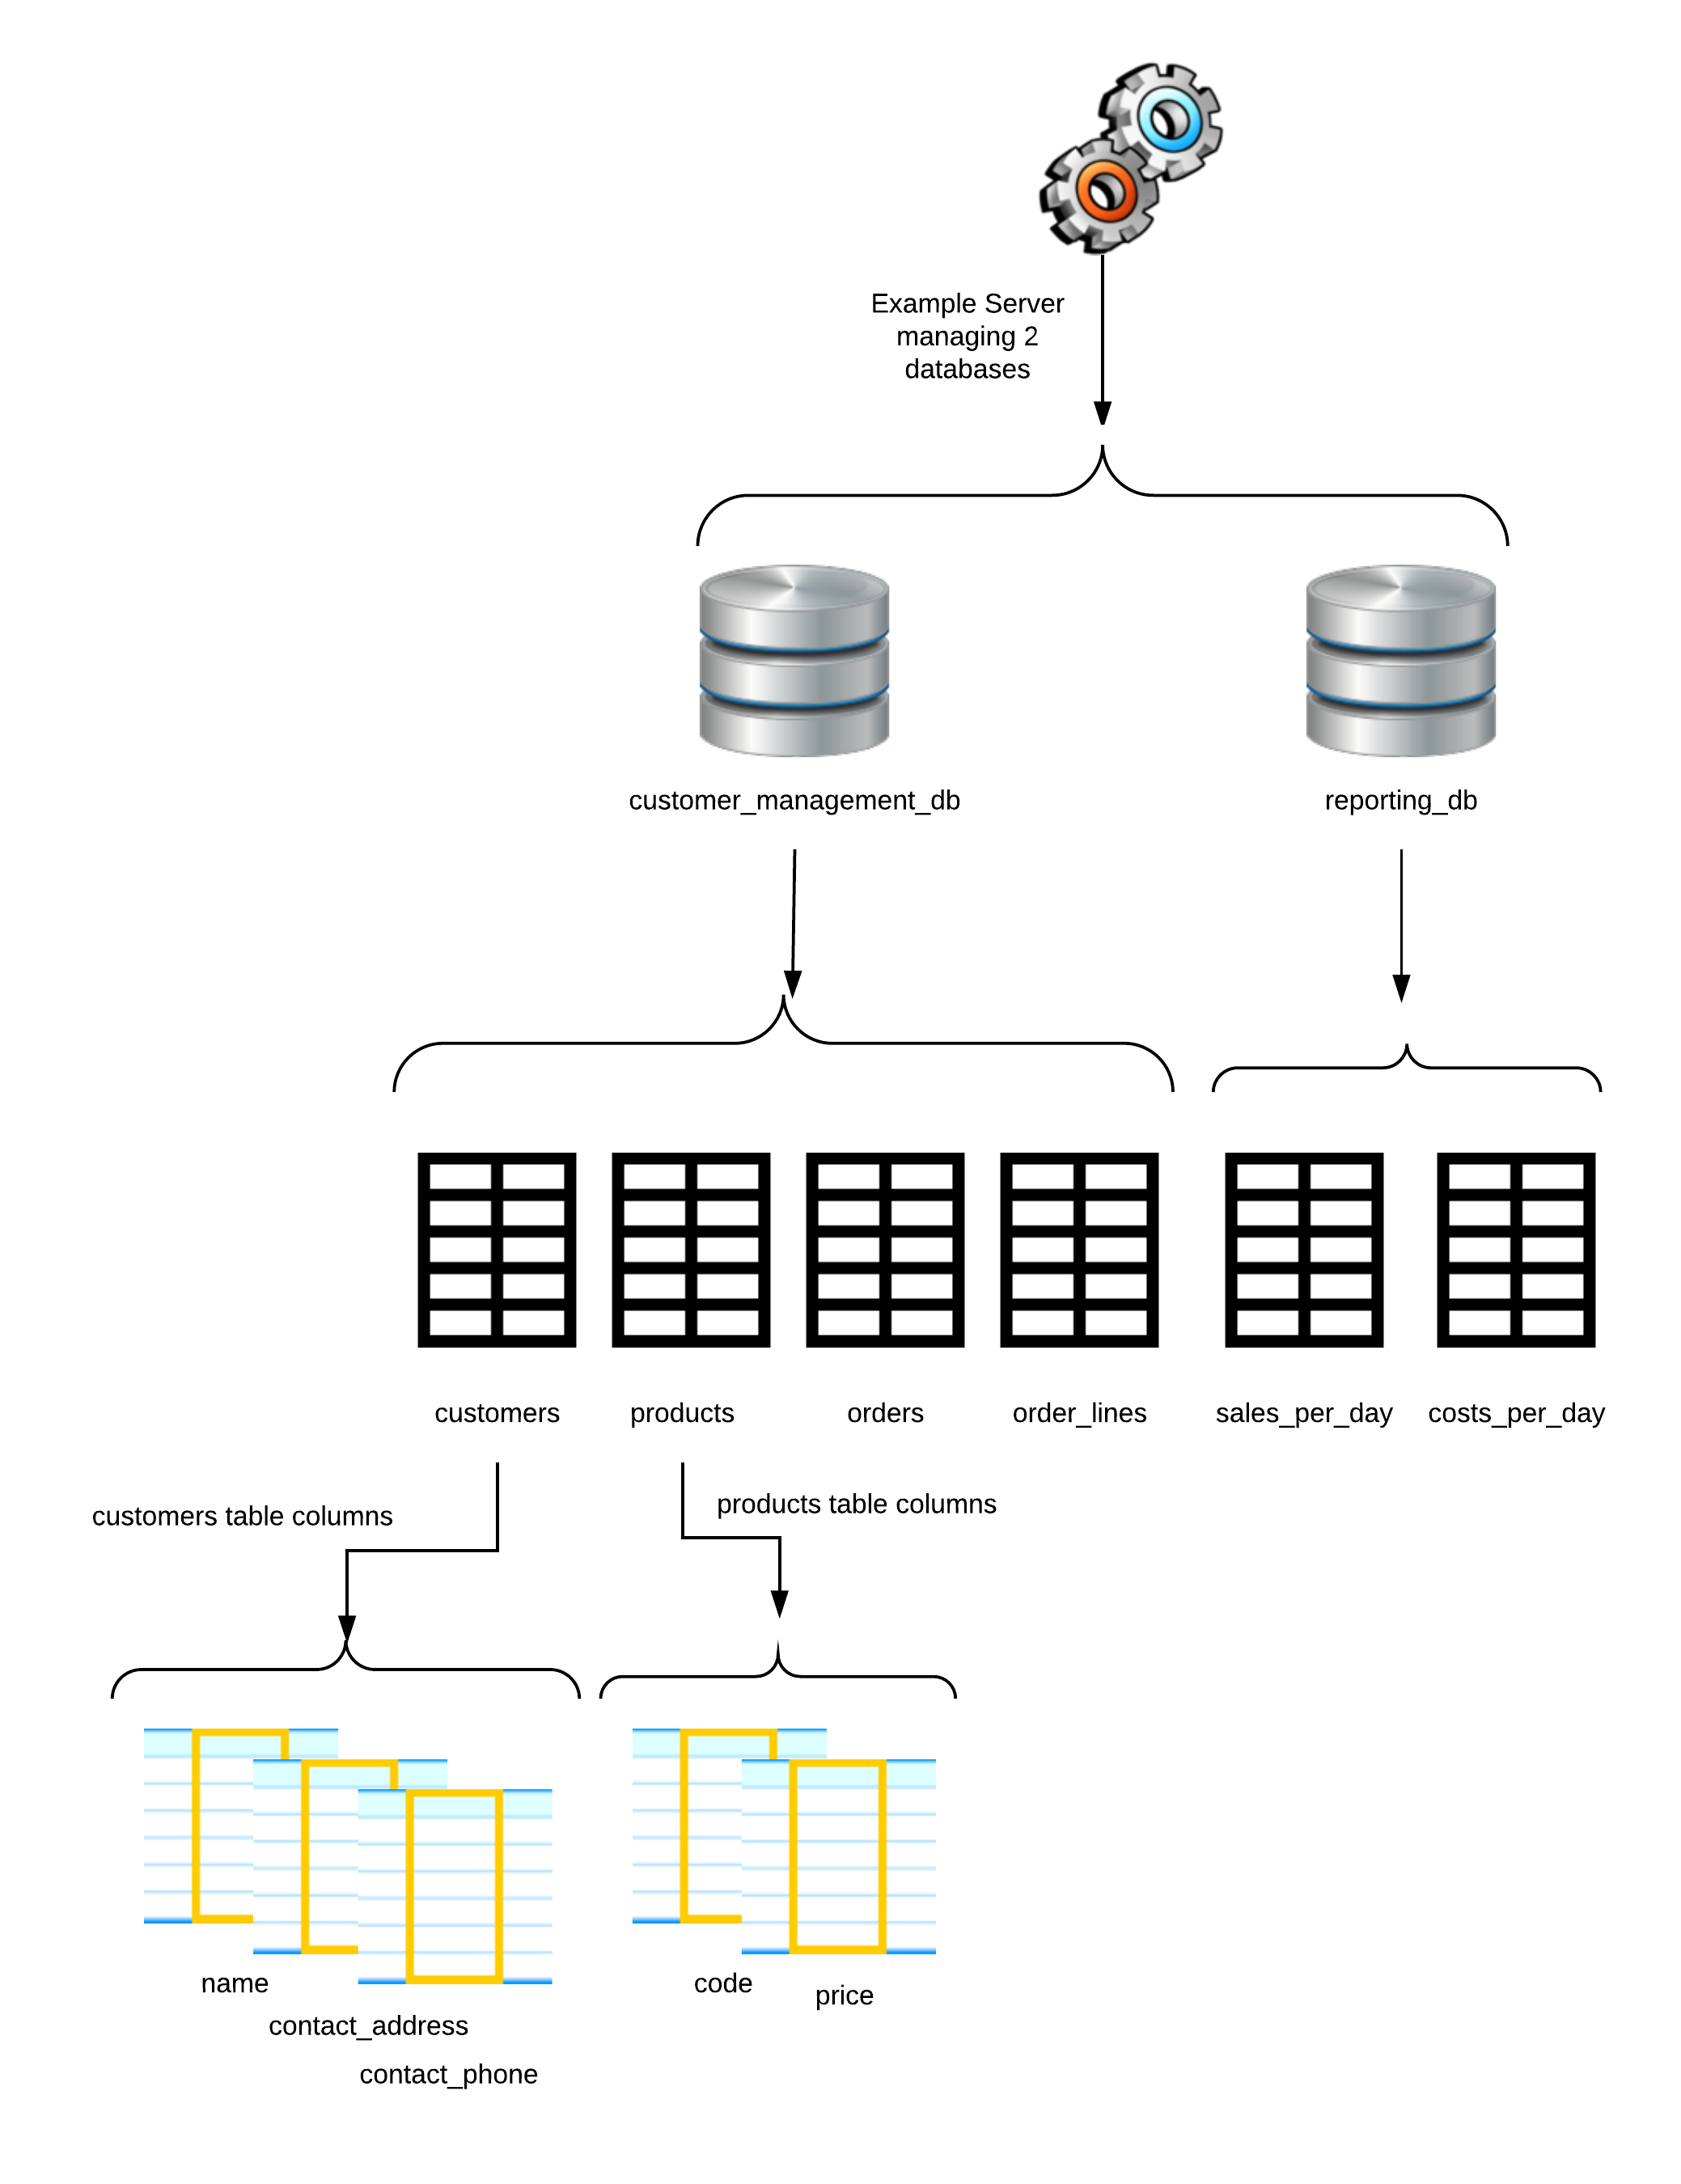 Example Server
managing 2
databases
customer_management_db
reporting_db
customers
products
orders
order_lines
sales_per_day
costs_per_day
customers table columns
products table columns
name
contact_address
contact_phone
code
price